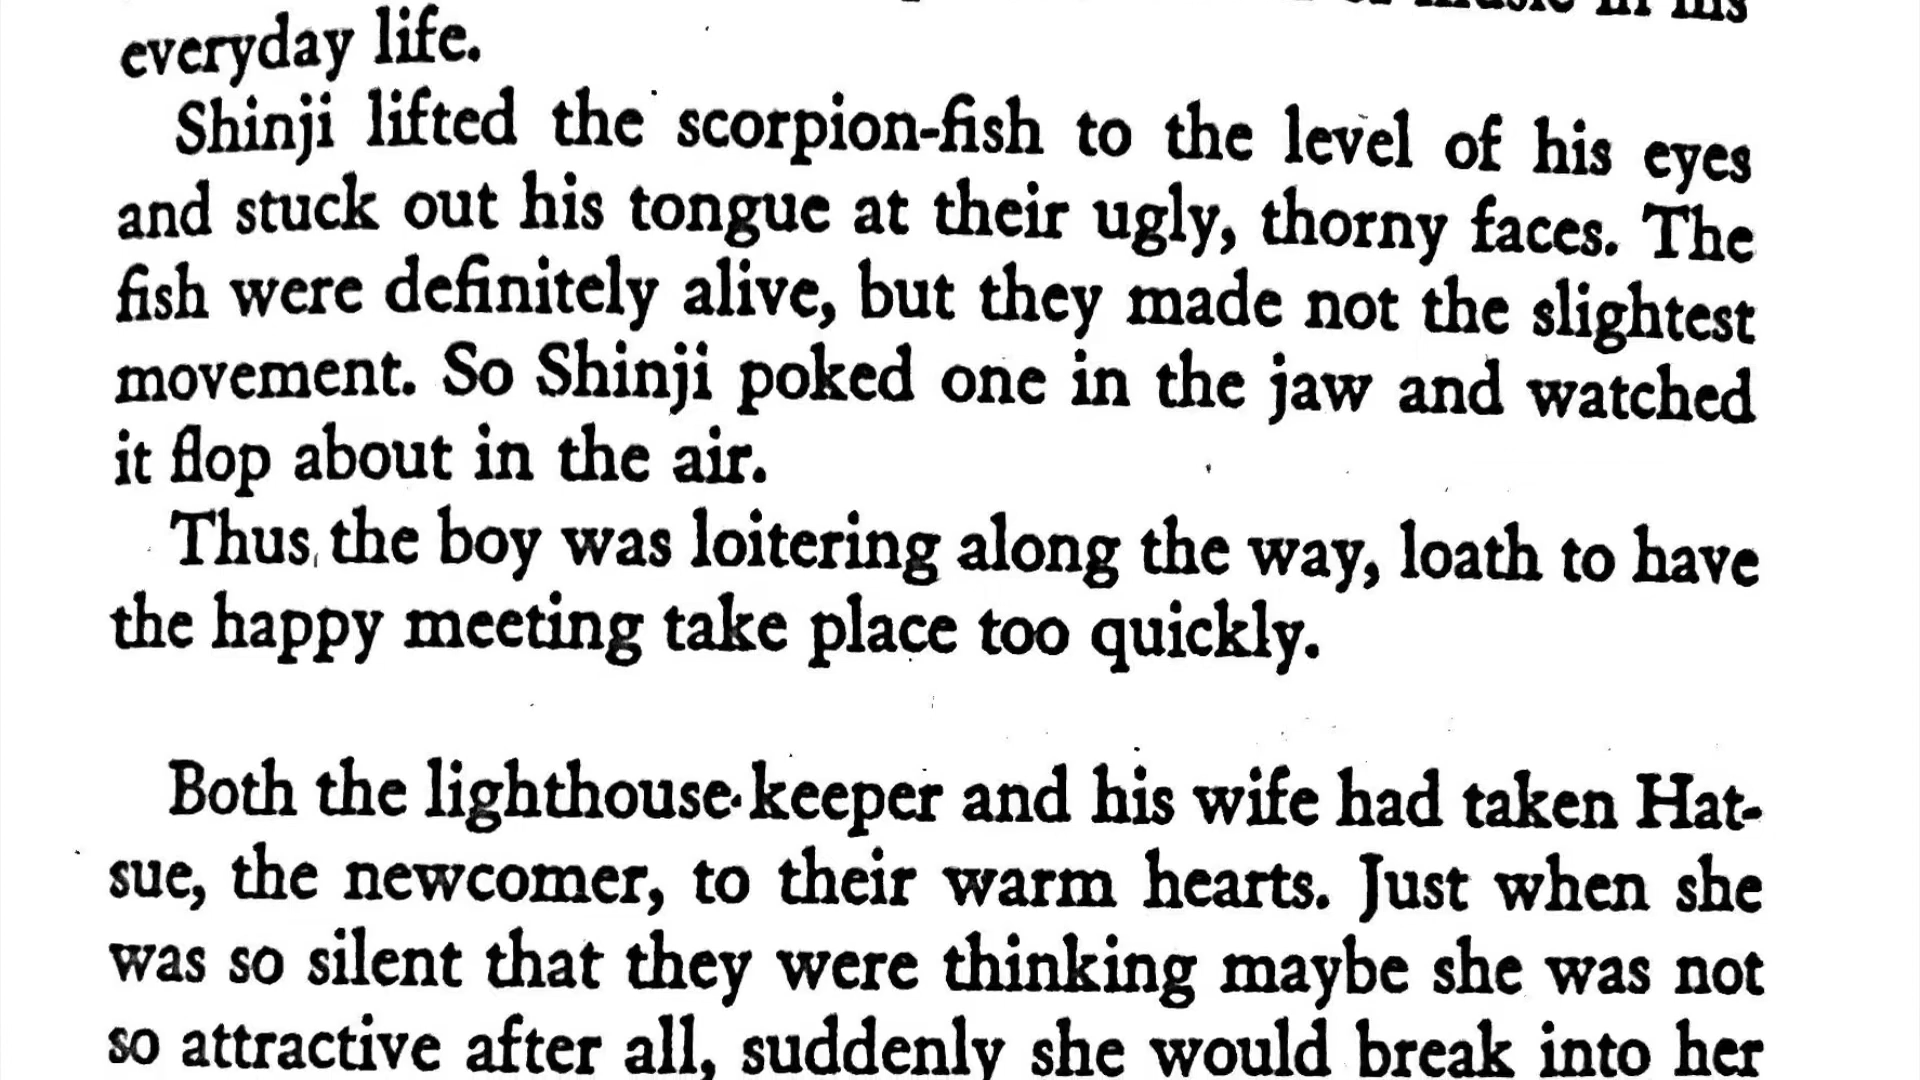 music in his
everyday life.
Shinji lifted the scorpion-fish to the level of his eyes
and stuck out his tongue at their ugly, thorny faces. The
fish were definitely alive, but they made not the slightest
movement. So Shinji poked one in the jaw and watched
it flop about in the air.
Thus the boy was loitering along the way, loath to have
the happy meeting take place too quickly.
Both the lighthouse-keeper and his wife had taken Hat-
sue, the newcomer, to their warm hearts. Just when she
was so silent that they were thinking maybe she was not
so attractive after all, suddenly she would break into her